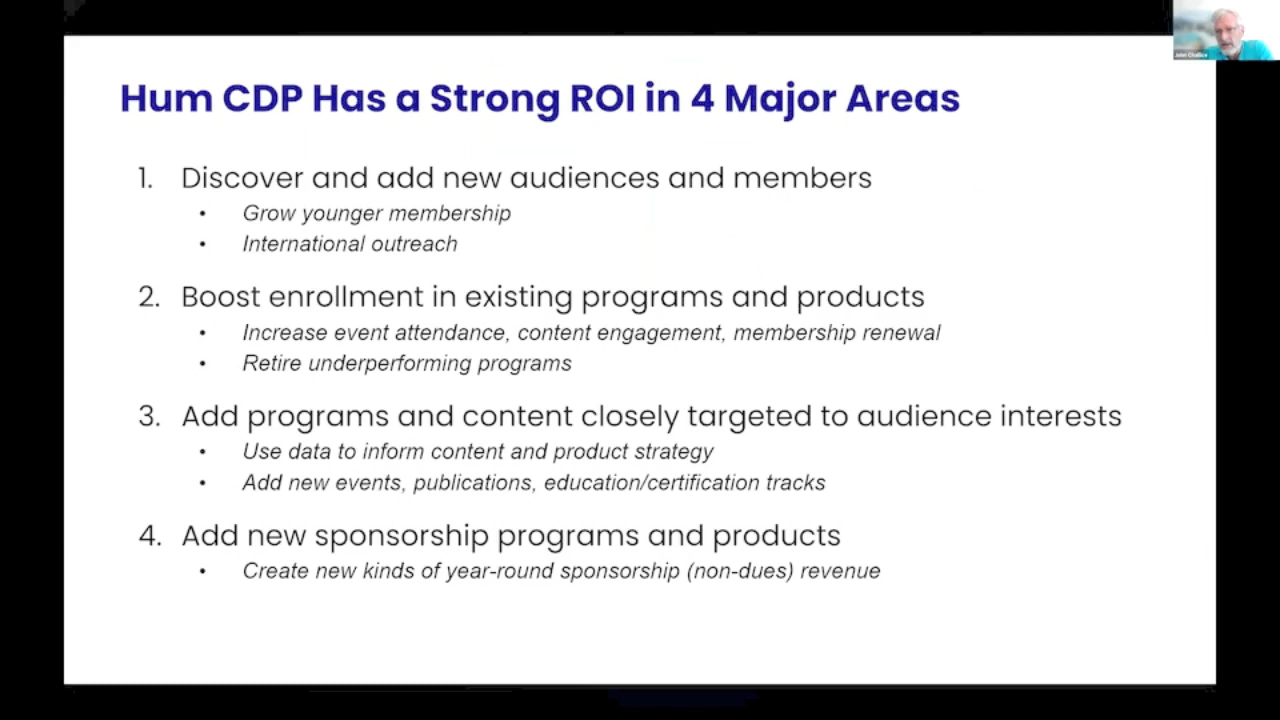 Hum CDP Has a Strong ROI in 4 Major Areas
1. Discover and add new audiences and members
• Grow younger membership
• International outreach
2. Boost enrollment in existing programs and products
• Increase event attendance, content engagement, membership renewal
• Retire underperforming programs
3. Add programs and content closely targeted to audience interests
• Use data to inform content and product strategy
• Add new events, publications, education/certification tracks
4. Add new sponsorship programs and products
• Create new kinds of year-round sponsorship (non-dues) revenue
John Challice